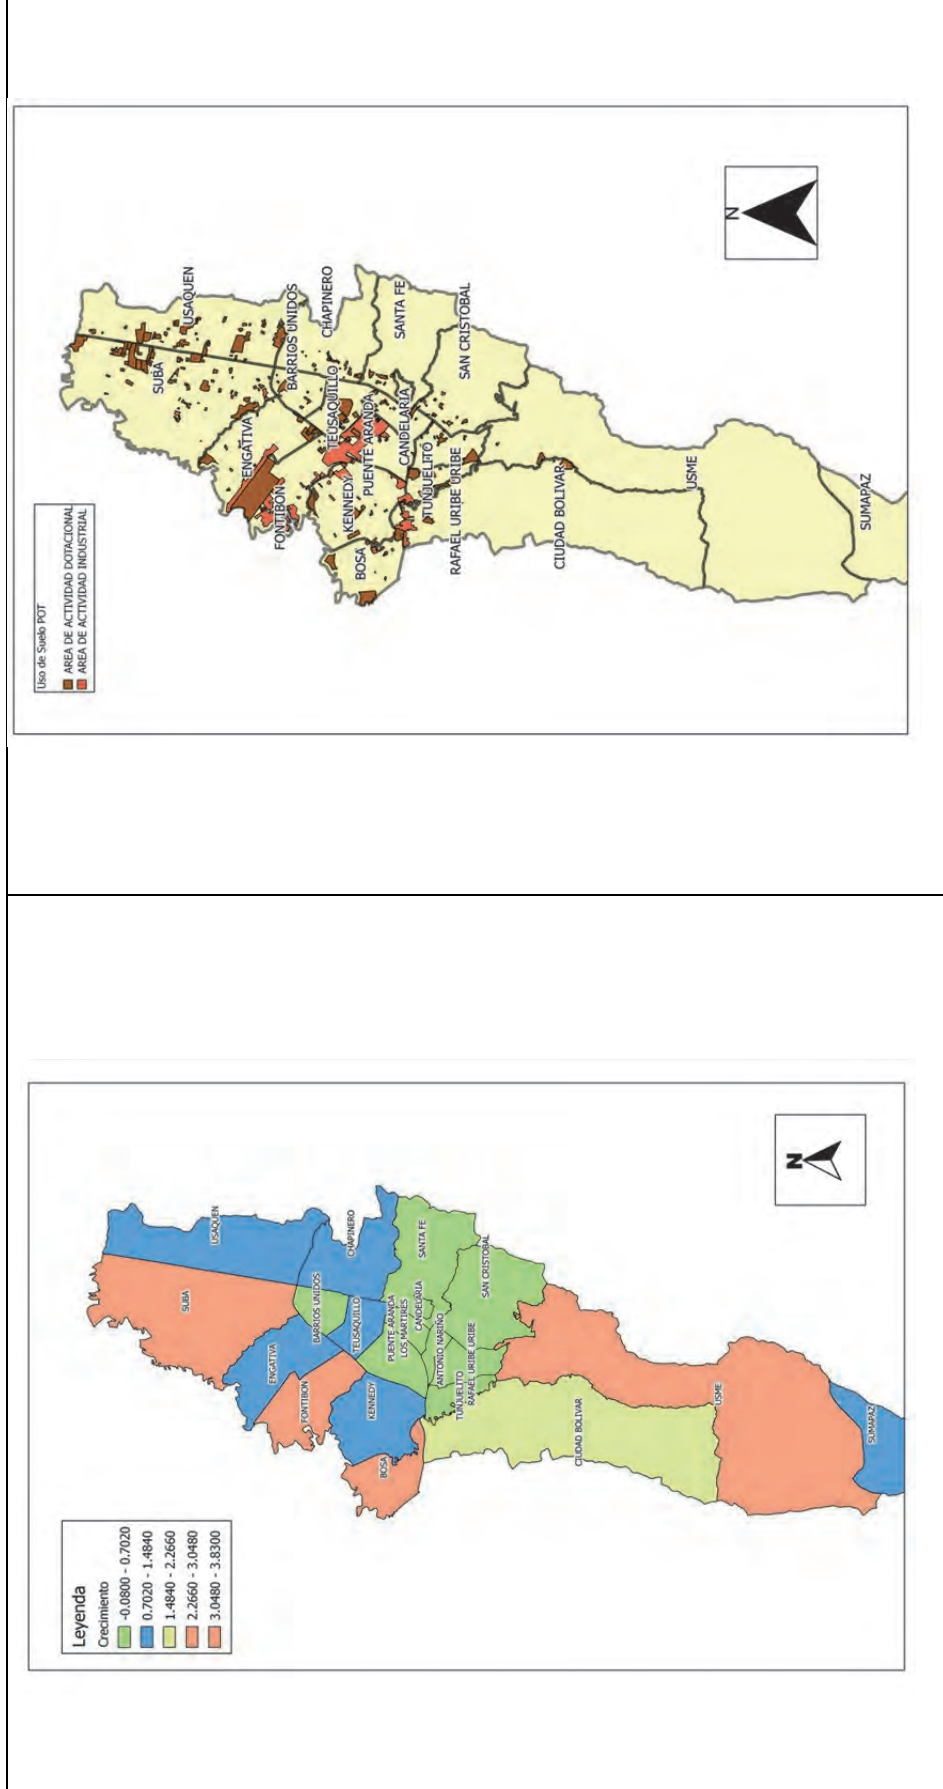 Uso de Suelo POT
AREA DE ACTIVIDAD DOTACIONAL
AREA DE ACTIVIDAD INDUSTRIAL
N
USAQUEN
SUBA
BARRIOS UNIDOS
CHAPINERO
ENGATIVA
TEUSAQUILLO
SANTA FE
FONTIBON
PUENTE ARANDA
CANDELARIA
SAN CRISTOBAL
KENNEDY
BOSA
TUNJUELITO
RAFAEL URIBE URIBE
CIUDAD BOLIVAR
USME
SUMAPAZ
Leyenda
Crecimiento
-0.0800 - 0.7020
0.7020 - 1.4840
1.4840 - 2.2660
2.2660 - 3.0480
3.0480 - 3.8300
N
USAQUEN
SUBA
CHAPINERO
BARRIOS UNIDOS
TEUSAQUILLO
ENGATIVA
SANTA FE
FONTIBON
PUENTE ARANDA
LOS MARTIRES
CANDELARIA
SAN CRISTOBAL
KENNEDY
ANTONIO NARIÑO
BOSA
TUNJUELITO
RAFAEL URIBE URIBE
CIUDAD BOLIVAR
USME
SUMAPAZ